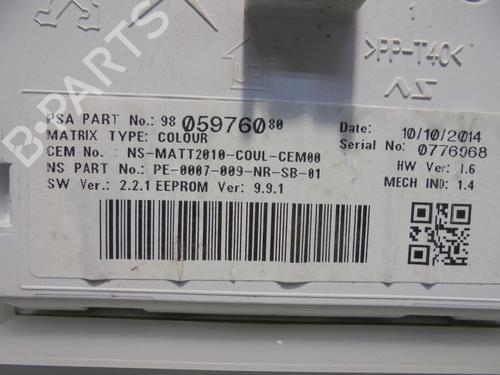 B-PARTS
UP
>PP-T40<
NS
PSA PART No.: 98 059760 80
MATRIX TYPE: COLOUR
CEM No. : NS-MATT2010-COUL-CEM00
NS PART No.: PE-0007-009-NR-SB-01
SW Ver.: 2.2.1 EEPROM Ver: 9.9.1
Date: 10/10/2014
Serial No.: 0776968
HW Ver: 1.6
MECH IND: 1.4